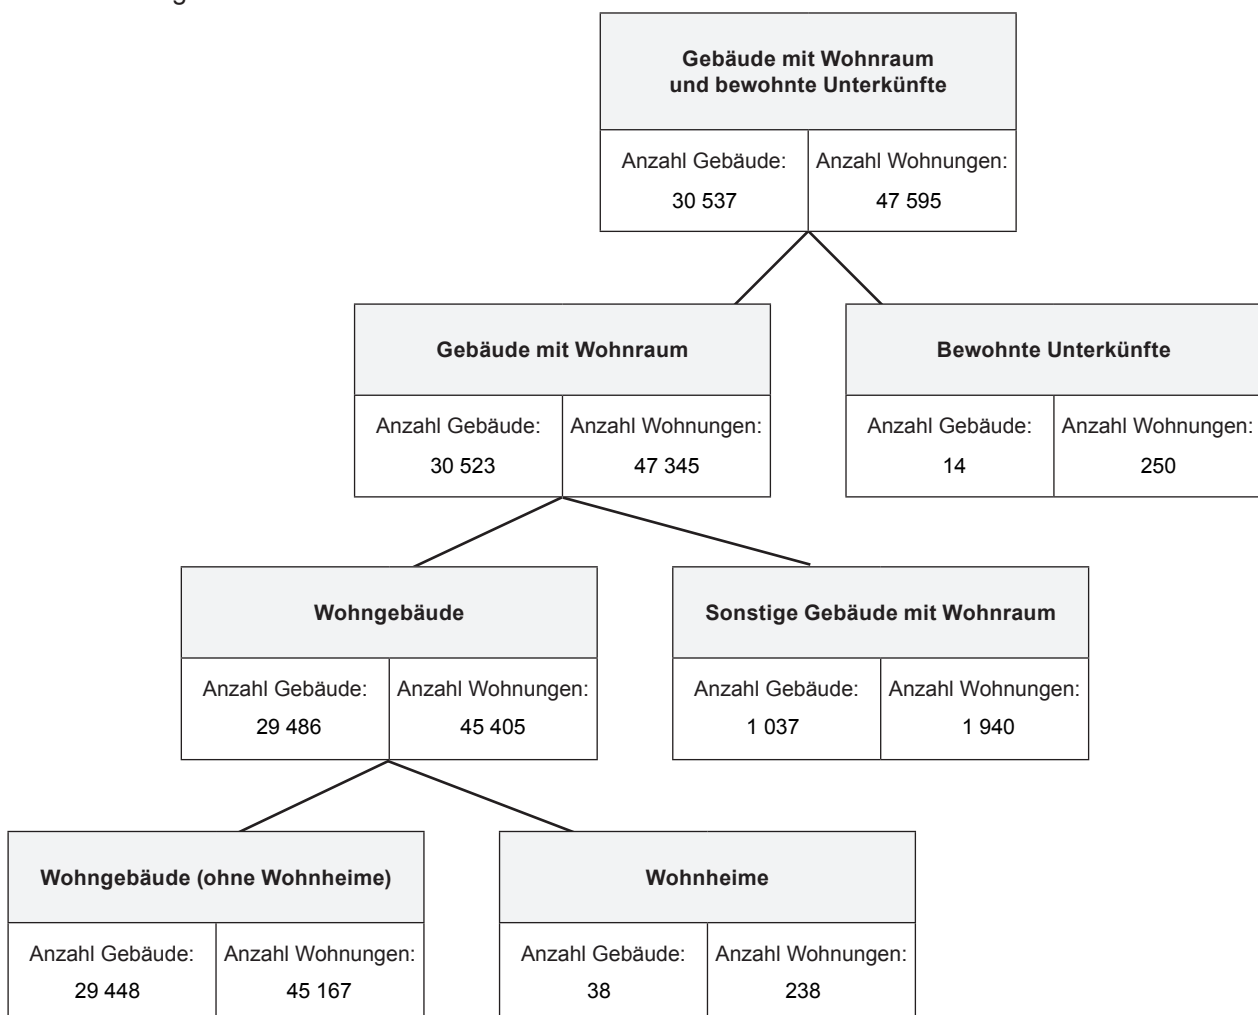 Gebäude mit Wohnraum
und bewohnte Unterkünfte
Anzahl Gebäude: Anzahl Wohnungen:
30 537 47 595
Gebäude mit Wohnraum Bewohnte Unterkünfte
Anzahl Gebäude: Anzahl Wohnungen: Anzahl Gebäude: Anzahl Wohnungen:
30 523 47 345 14 250
Wohngebäude Sonstige Gebäude mit Wohnraum
Anzahl Gebäude: Anzahl Wohnungen: Anzahl Gebäude: Anzahl Wohnungen:
29 486 45 405 1 037 1 940
Wohngebäude (ohne Wohnheime) Wohnheime
Anzahl Gebäude: Anzahl Wohnungen: Anzahl Gebäude: Anzahl Wohnungen:
29 448 45 167 38 238